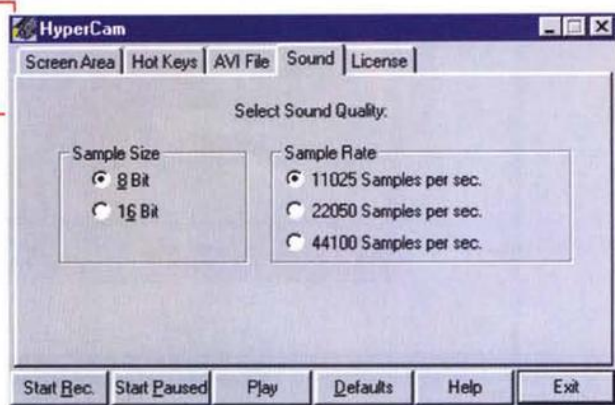 HyperCam
Screen Area Hot Keys AVI File Sound License
Select Sound Quality:
Sample Size
8 Bit
16 Bit
Sample Rate
11025 Samples per sec.
22050 Samples per sec.
44100 Samples per sec.
Start Rec. Start Paused Play Defaults Help Exit